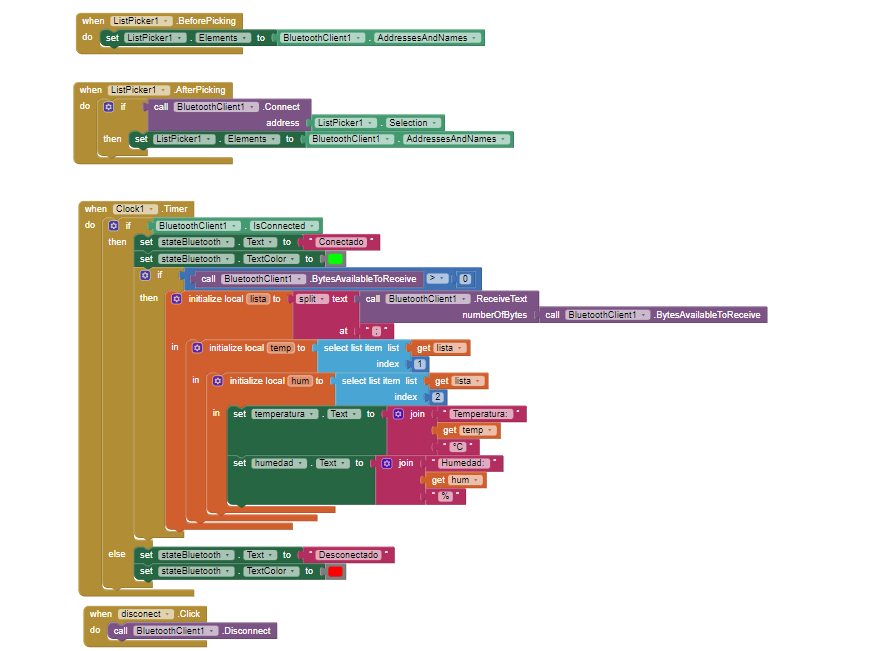 when ListPicker1 .BeforePicking
do set ListPicker1 . Elements to BluetoothClient1 . AddressesAndNames
when ListPicker1 .AfterPicking
do if call BluetoothClient1 .Connect
address ListPicker1 . Selection
then set ListPicker1 . Elements to BluetoothClient1 . AddressesAndNames
when Clock1 .Timer
do if BluetoothClient1 . IsConnected
then set stateBluetooth . Text to " Conectado "
set stateBluetooth . TextColor to
if call BluetoothClient1 .BytesAvailableToReceive > 0
then initialize local lista to split text call BluetoothClient1 .ReceiveText
numberOfBytes call BluetoothClient1 .BytesAvailableToReceive
at " ; "
in initialize local temp to select list item list get lista
index 1
in initialize local hum to select list item list get lista
index 2
in set temperatura . Text to join " Temperatura: "
get temp
" °C "
set humedad . Text to join " Humedad: "
get hum
" % "
else set stateBluetooth . Text to " Desconectado "
set stateBluetooth . TextColor to
when disconect .Click
do call BluetoothClient1 .Disconnect